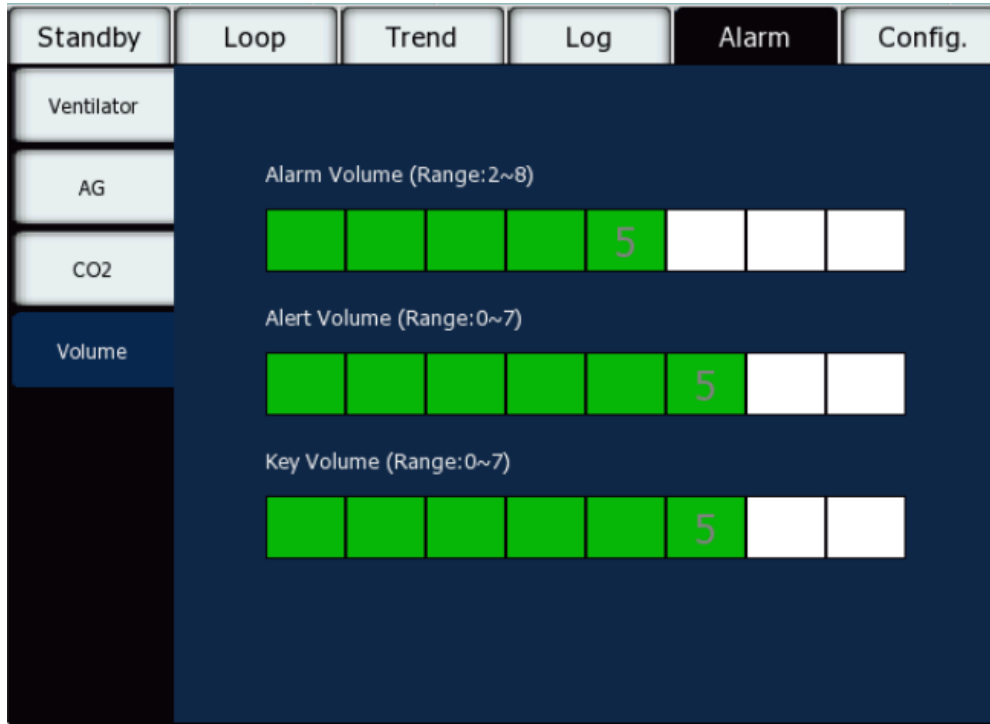 Standby Loop Trend Log Alarm Config.
Ventilator
AG
CO2
Volume
Alarm Volume (Range:2~8)
5
Alert Volume (Range:0~7)
5
Key Volume (Range:0~7)
5